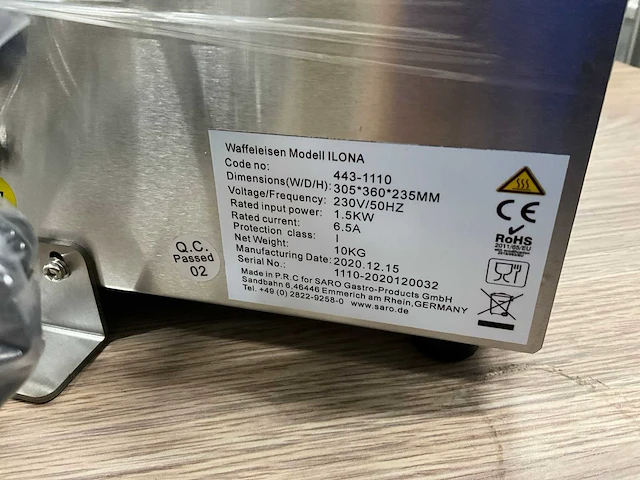 Waffeleisen Modell ILONA
Code no: 443-1110
Dimensions(W/D/H): 305*360*235MM
Voltage/Frequency: 230V/50HZ
Rated input power: 1.5KW
Rated current: 6.5A
Protection class: I
Net Weight: 10KG
Manufacturing Date: 2020.12.15
Serial No.: 1110-2020120032
Made in P.R.C for SARO Gastro-Products GmbH
Sandbahn 6,46446 Emmerich am Rhein,GERMANY
Tel. +49 (0) 2822-9258-0 www.saro.de
CE
RoHS
2011/65/EU
Q.C.
Passed
02